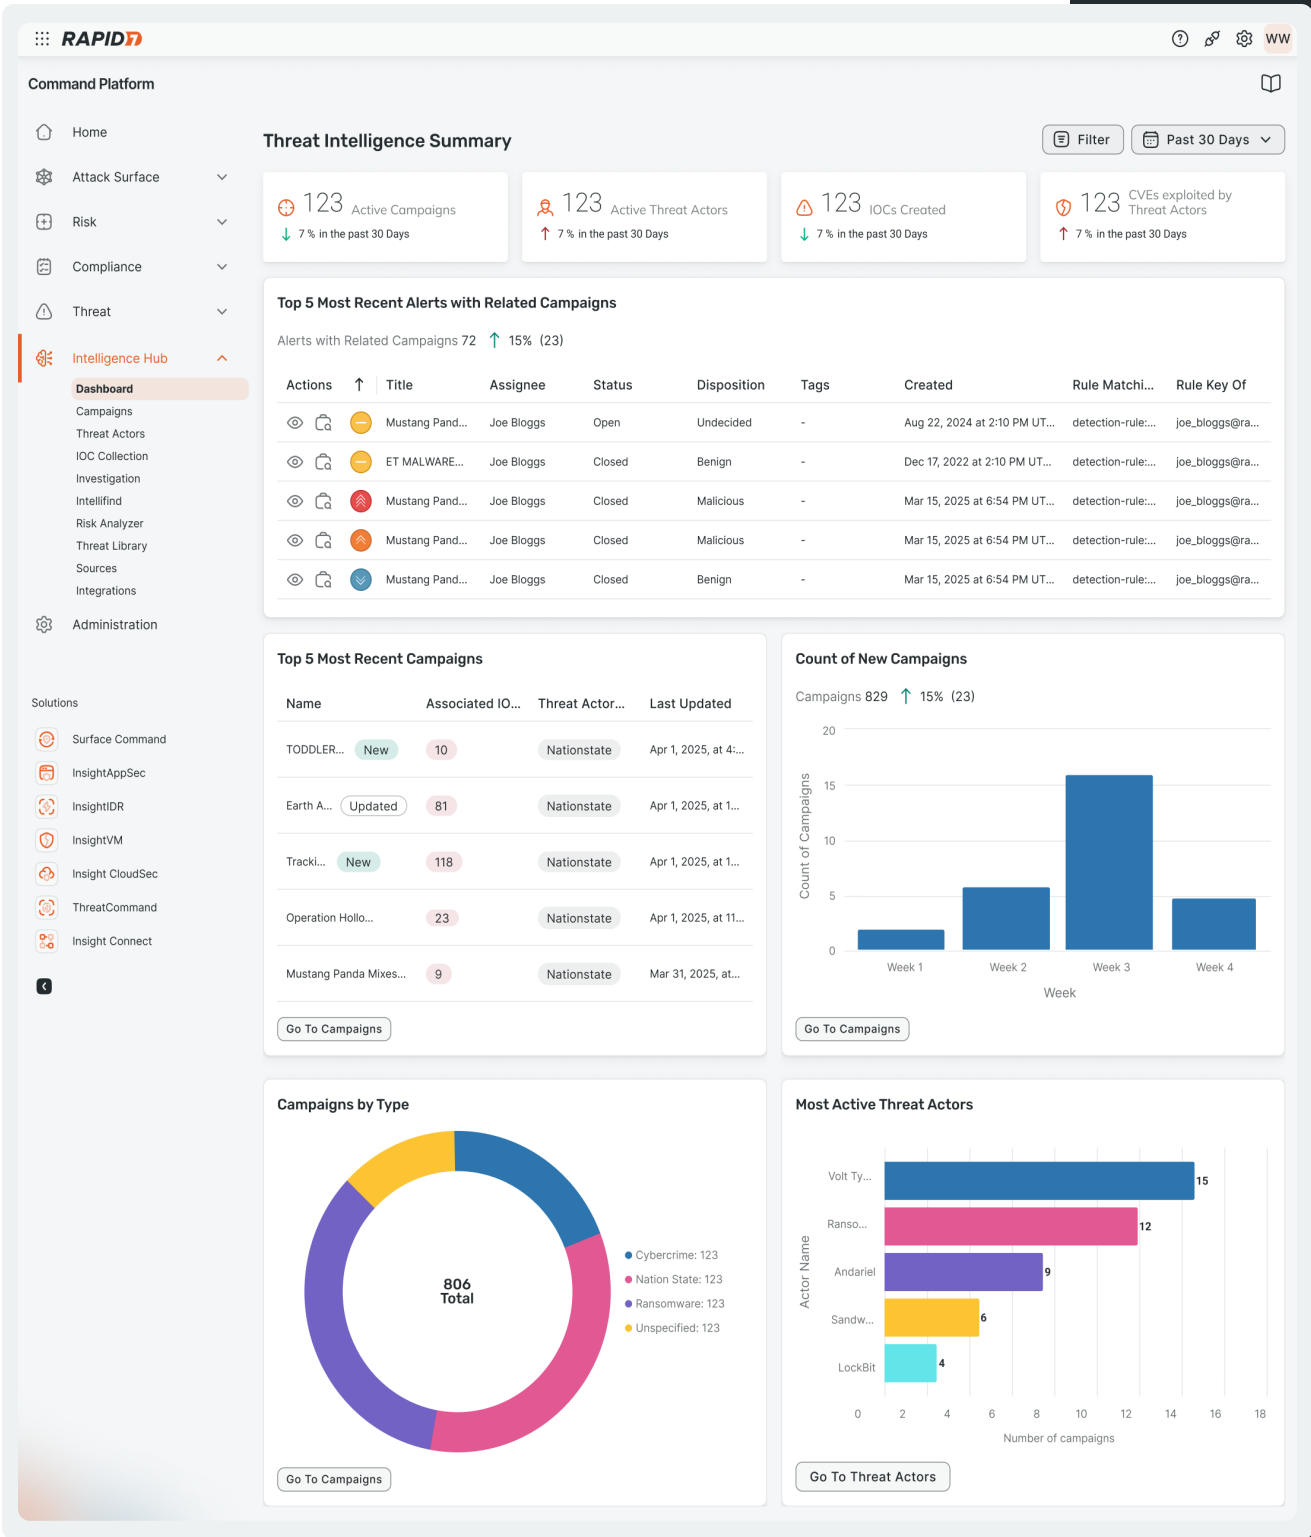 RAPID7
WW
Command Platform
Home
Attack Surface
Risk
Compliance
Threat
Intelligence Hub
Dashboard
Campaigns
Threat Actors
IOC Collection
Investigation
Intellifind
Risk Analyzer
Threat Library
Sources
Integrations
Administration
Solutions
Surface Command
InsightAppSec
InsightIDR
InsightVM
Insight CloudSec
ThreatCommand
Insight Connect
Threat Intelligence Summary
Filter
Past 30 Days
123 Active Campaigns
7 % in the past 30 Days
123 Active Threat Actors
7 % in the past 30 Days
123 IOCs Created
7 % in the past 30 Days
123 CVEs exploited by
Threat Actors
7 % in the past 30 Days
Top 5 Most Recent Alerts with Related Campaigns
Alerts with Related Campaigns 72 ↑ 15% (23)
Actions ↑ Title Assignee Status Disposition Tags Created Rule Matchi... Rule Key Of
Mustang Pand... Joe Bloggs Open Undecided - Aug 22, 2024 at 2:10 PM UT... detection-rule:... joe_bloggs@ra...
ET MALWARE... Joe Bloggs Closed Benign - Dec 17, 2022 at 2:10 PM UT... detection-rule:... joe_bloggs@ra...
Mustang Pand... Joe Bloggs Closed Malicious - Mar 15, 2025 at 6:54 PM UT... detection-rule:... joe_bloggs@ra...
Mustang Pand... Joe Bloggs Closed Malicious - Mar 15, 2025 at 6:54 PM UT... detection-rule:... joe_bloggs@ra...
Mustang Pand... Joe Bloggs Closed Benign - Mar 15, 2025 at 6:54 PM UT... detection-rule:... joe_bloggs@ra...
Top 5 Most Recent Campaigns
Name Associated IO... Threat Actor... Last Updated
TODDLER... New 10 Nationstate Apr 1, 2025, at 4:...
Earth A... Updated 81 Nationstate Apr 1, 2025, at 1...
Tracki... New 118 Nationstate Apr 1, 2025, at 1...
Operation Hollo... 23 Nationstate Apr 1, 2025, at 11...
Mustang Panda Mixes... 9 Nationstate Mar 31, 2025, at...
Go To Campaigns
Count of New Campaigns
Campaigns 829 ↑ 15% (23)
Count of Campaigns
20
15
10
5
0
Week 1 Week 2 Week 3 Week 4
Week
Go To Campaigns
Campaigns by Type
806
Total
Cybercrime: 123
Nation State: 123
Ransomware: 123
Unspecified: 123
Go To Campaigns
Most Active Threat Actors
Actor Name
Volt Ty... 15
Ranso... 12
Andariel 9
Sandw... 6
LockBit 4
0 2 4 6 8 10 12 14 16 18
Number of campaigns
Go To Threat Actors